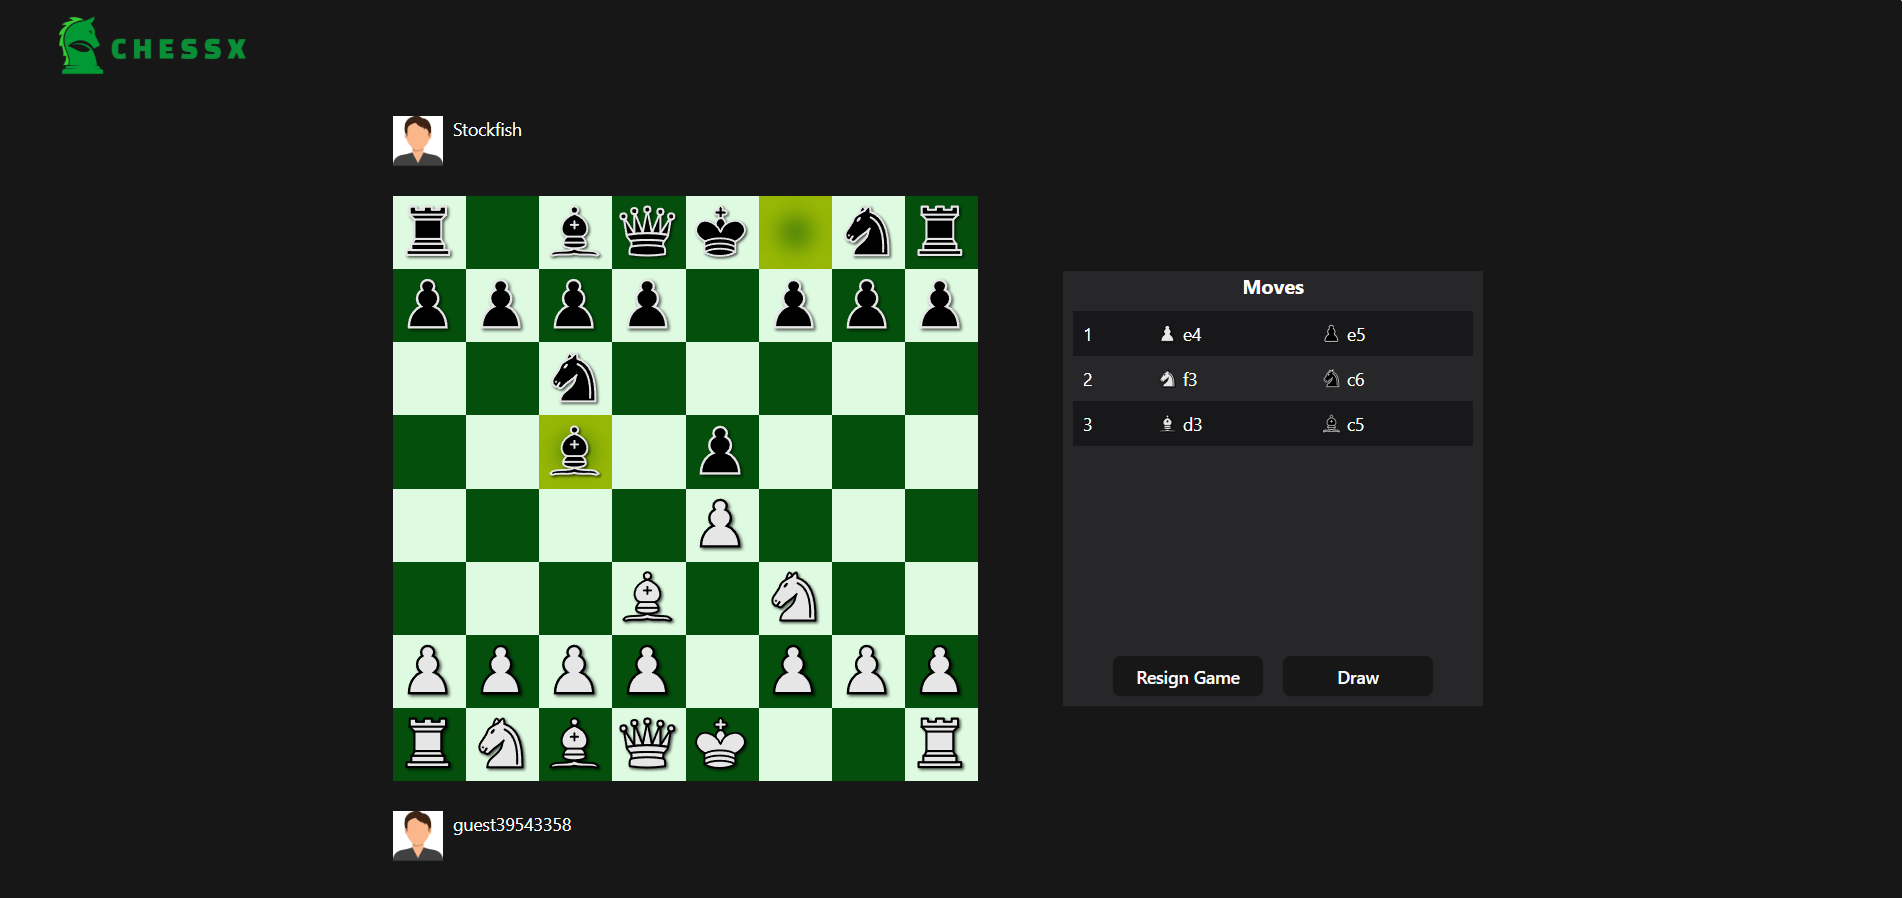 CHESSX
Stockfish
Moves
1 e4 e5
2 f3 c6
3 d3 c5
Resign Game Draw
guest39543358